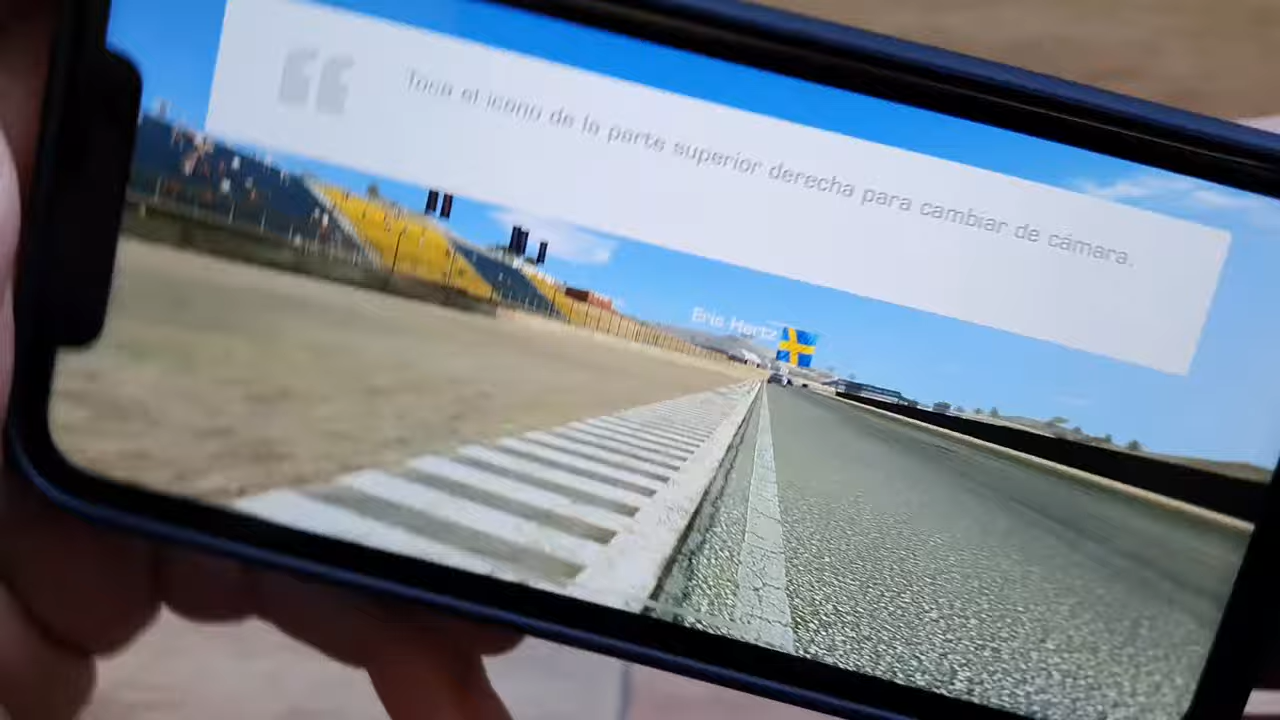 Toca el icono de la parte superior derecha para cambiar de cámara.
Eric Hertz